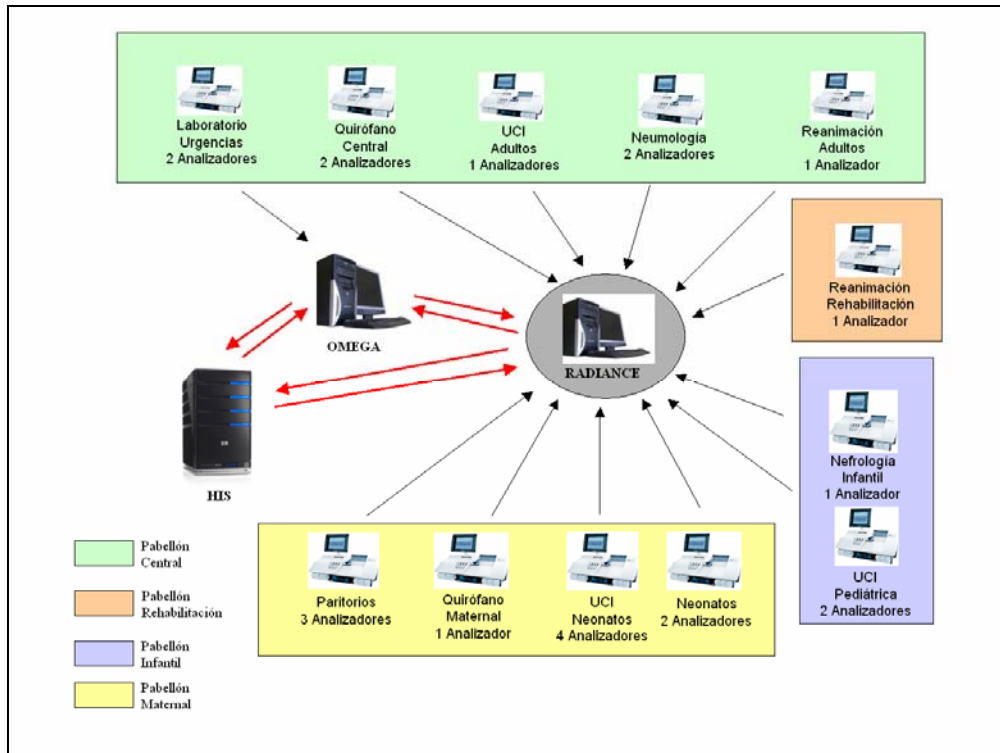 Laboratorio
Urgencias
2 Analizadores
Quirófano
Central
2 Analizadores
UCI
Adultos
1 Analizadores
Neumología
2 Analizadores
Reanimación
Adultos
1 Analizador
Reanimación
Rehabilitación
1 Analizador
OMEGA
RADIANCE
HIS
Nefrología
Infantil
1 Analizador
UCI
Pediátrica
2 Analizadores
Paritorios
3 Analizadores
Quirófano
Maternal
1 Analizador
UCI
Neonatos
4 Analizadores
Neonatos
2 Analizadores
Pabellón
Central
Pabellón
Rehabilitación
Pabellón
Infantil
Pabellón
Maternal